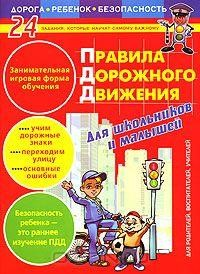 ДОРОГА • РЕБЕНОК • БЕЗОПАСНОСТЬ
24
ЗАДАНИЯ, КОТОРЫЕ НАУЧАТ САМОМУ ВАЖНОМУ
ПРАВИЛА
ДОРОЖНОГО
ДВИЖЕНИЯ
Для школьников
и малышей
Занимательная
игровая форма
обучения
• учим
дорожные
знаки
• переходим
улицу
• основные
ошибки
Безопасность
ребенка —
это раннее
изучение ПДД
ДЛЯ РОДИТЕЛЕЙ, ВОСПИТАТЕЛЕЙ, УЧИТЕЛЕЙ